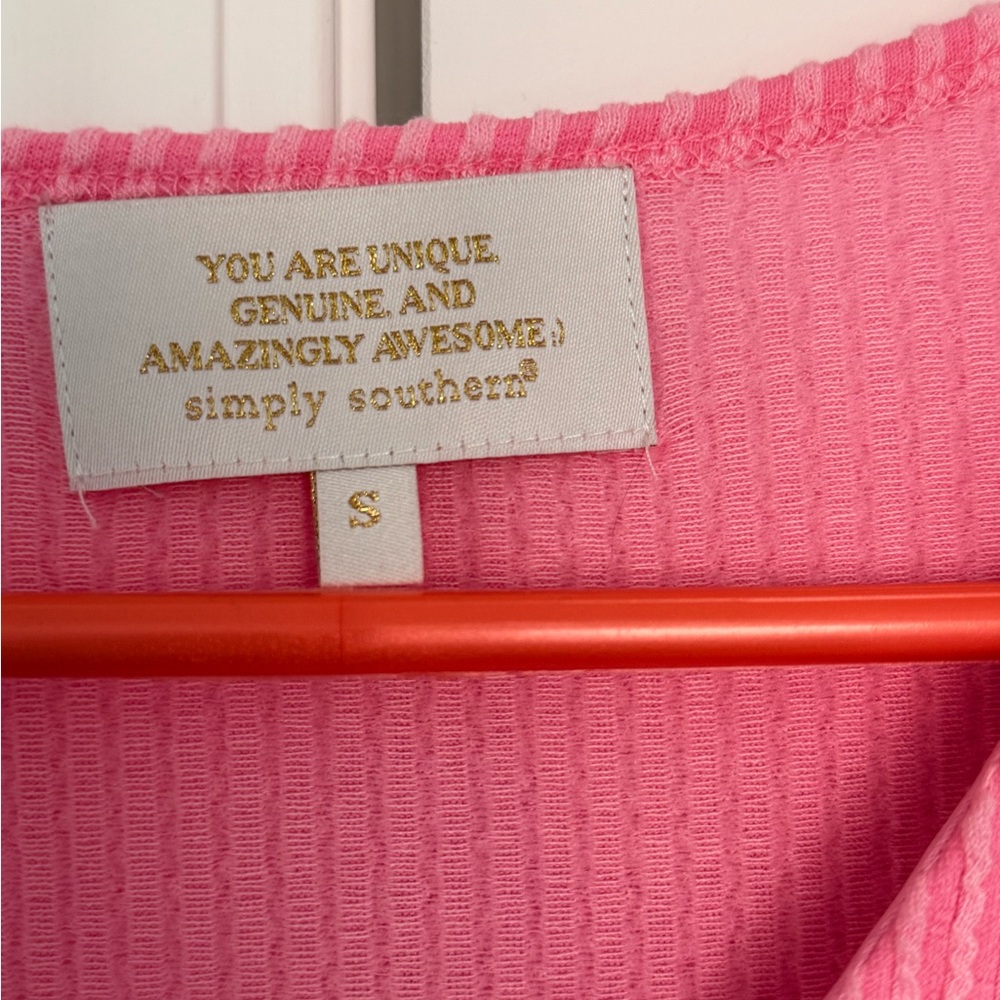 YOU ARE UNIQUE,
GENUINE, AND
AMAZINGLY AWESOME:)
simply southern®
S